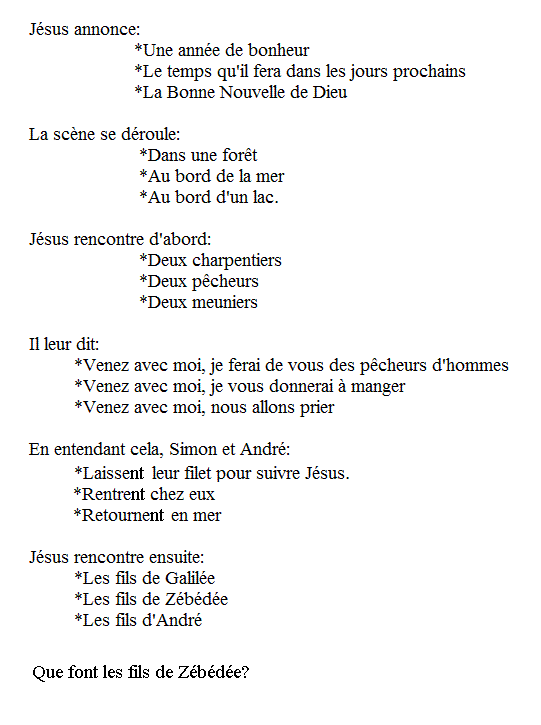 Jésus annonce:
*Une année de bonheur
*Le temps qu'il fera dans les jours prochains
*La Bonne Nouvelle de Dieu
La scène se déroule:
*Dans une forêt
*Au bord de la mer
*Au bord d'un lac.
Jésus rencontre d'abord:
*Deux charpentiers
*Deux pêcheurs
*Deux meuniers
Il leur dit:
*Venez avec moi, je ferai de vous des pêcheurs d'hommes
*Venez avec moi, je vous donnerai à manger
*Venez avec moi, nous allons prier
En entendant cela, Simon et André:
*Laissent leur filet pour suivre Jésus.
*Rentrent chez eux
*Retournent en mer
Jésus rencontre ensuite:
*Les fils de Galilée
*Les fils de Zébédée
*Les fils d'André
Que font les fils de Zébédée?